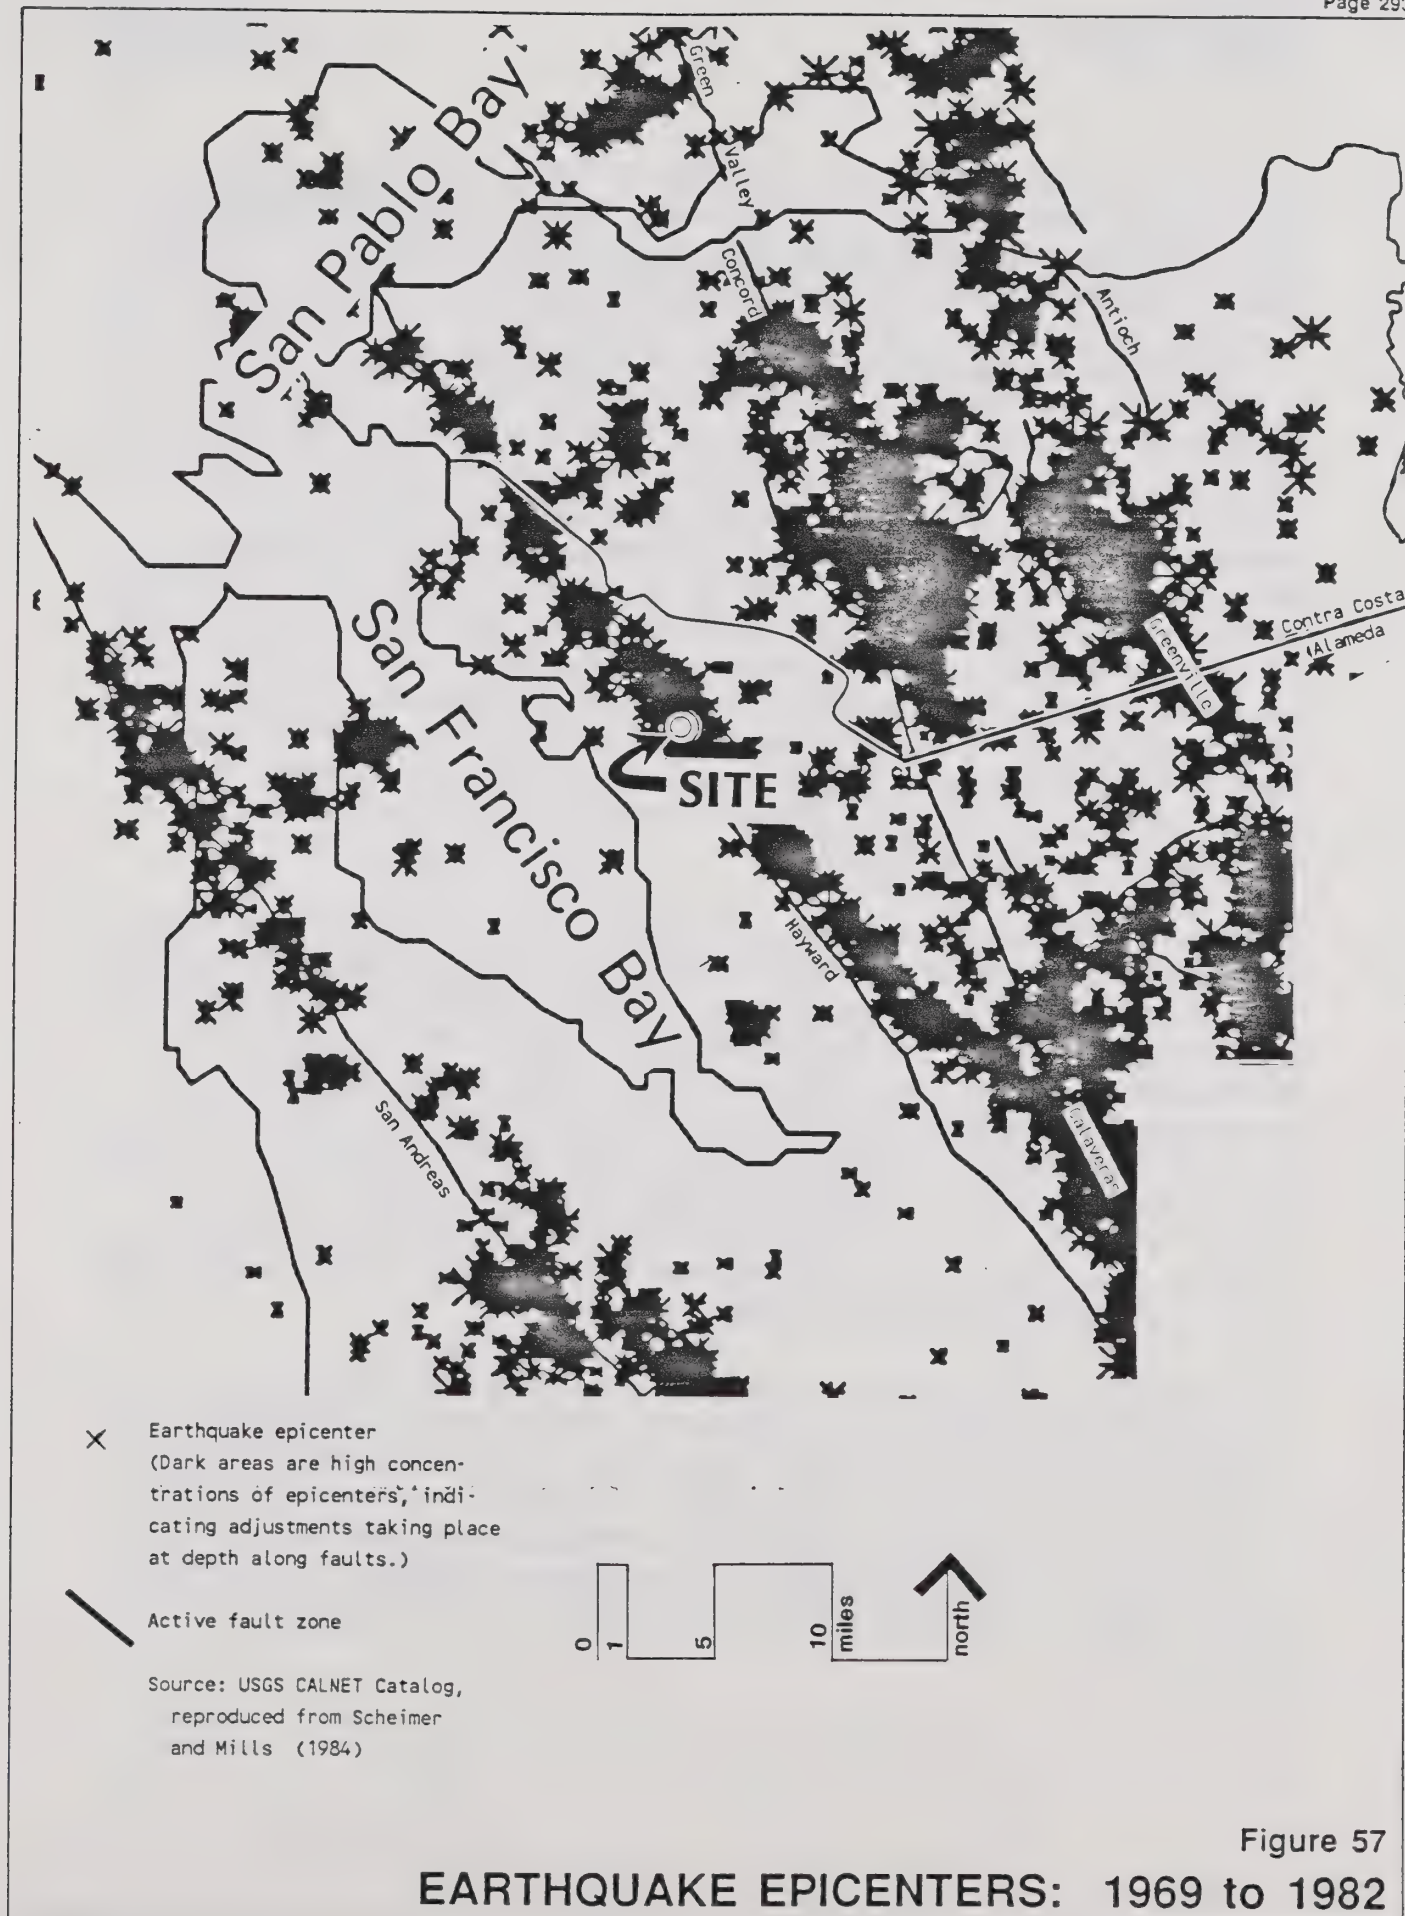 Page 293
San Pablo Bay
Green
Valley
Concord
Antioch
Contra Costa
Alameda
Greenville
San Francisco Bay
SITE
Hayward
San Andreas
Calaveras
Earthquake epicenter
(Dark areas are high concen-
trations of epicenters, indi-
cating adjustments taking place
at depth along faults.)
Active fault zone
0 1 5 10
miles
north
Source: USGS CALNET Catalog,
reproduced from Scheimer
and Mills (1984)
Figure 57
EARTHQUAKE EPICENTERS: 1969 to 1982